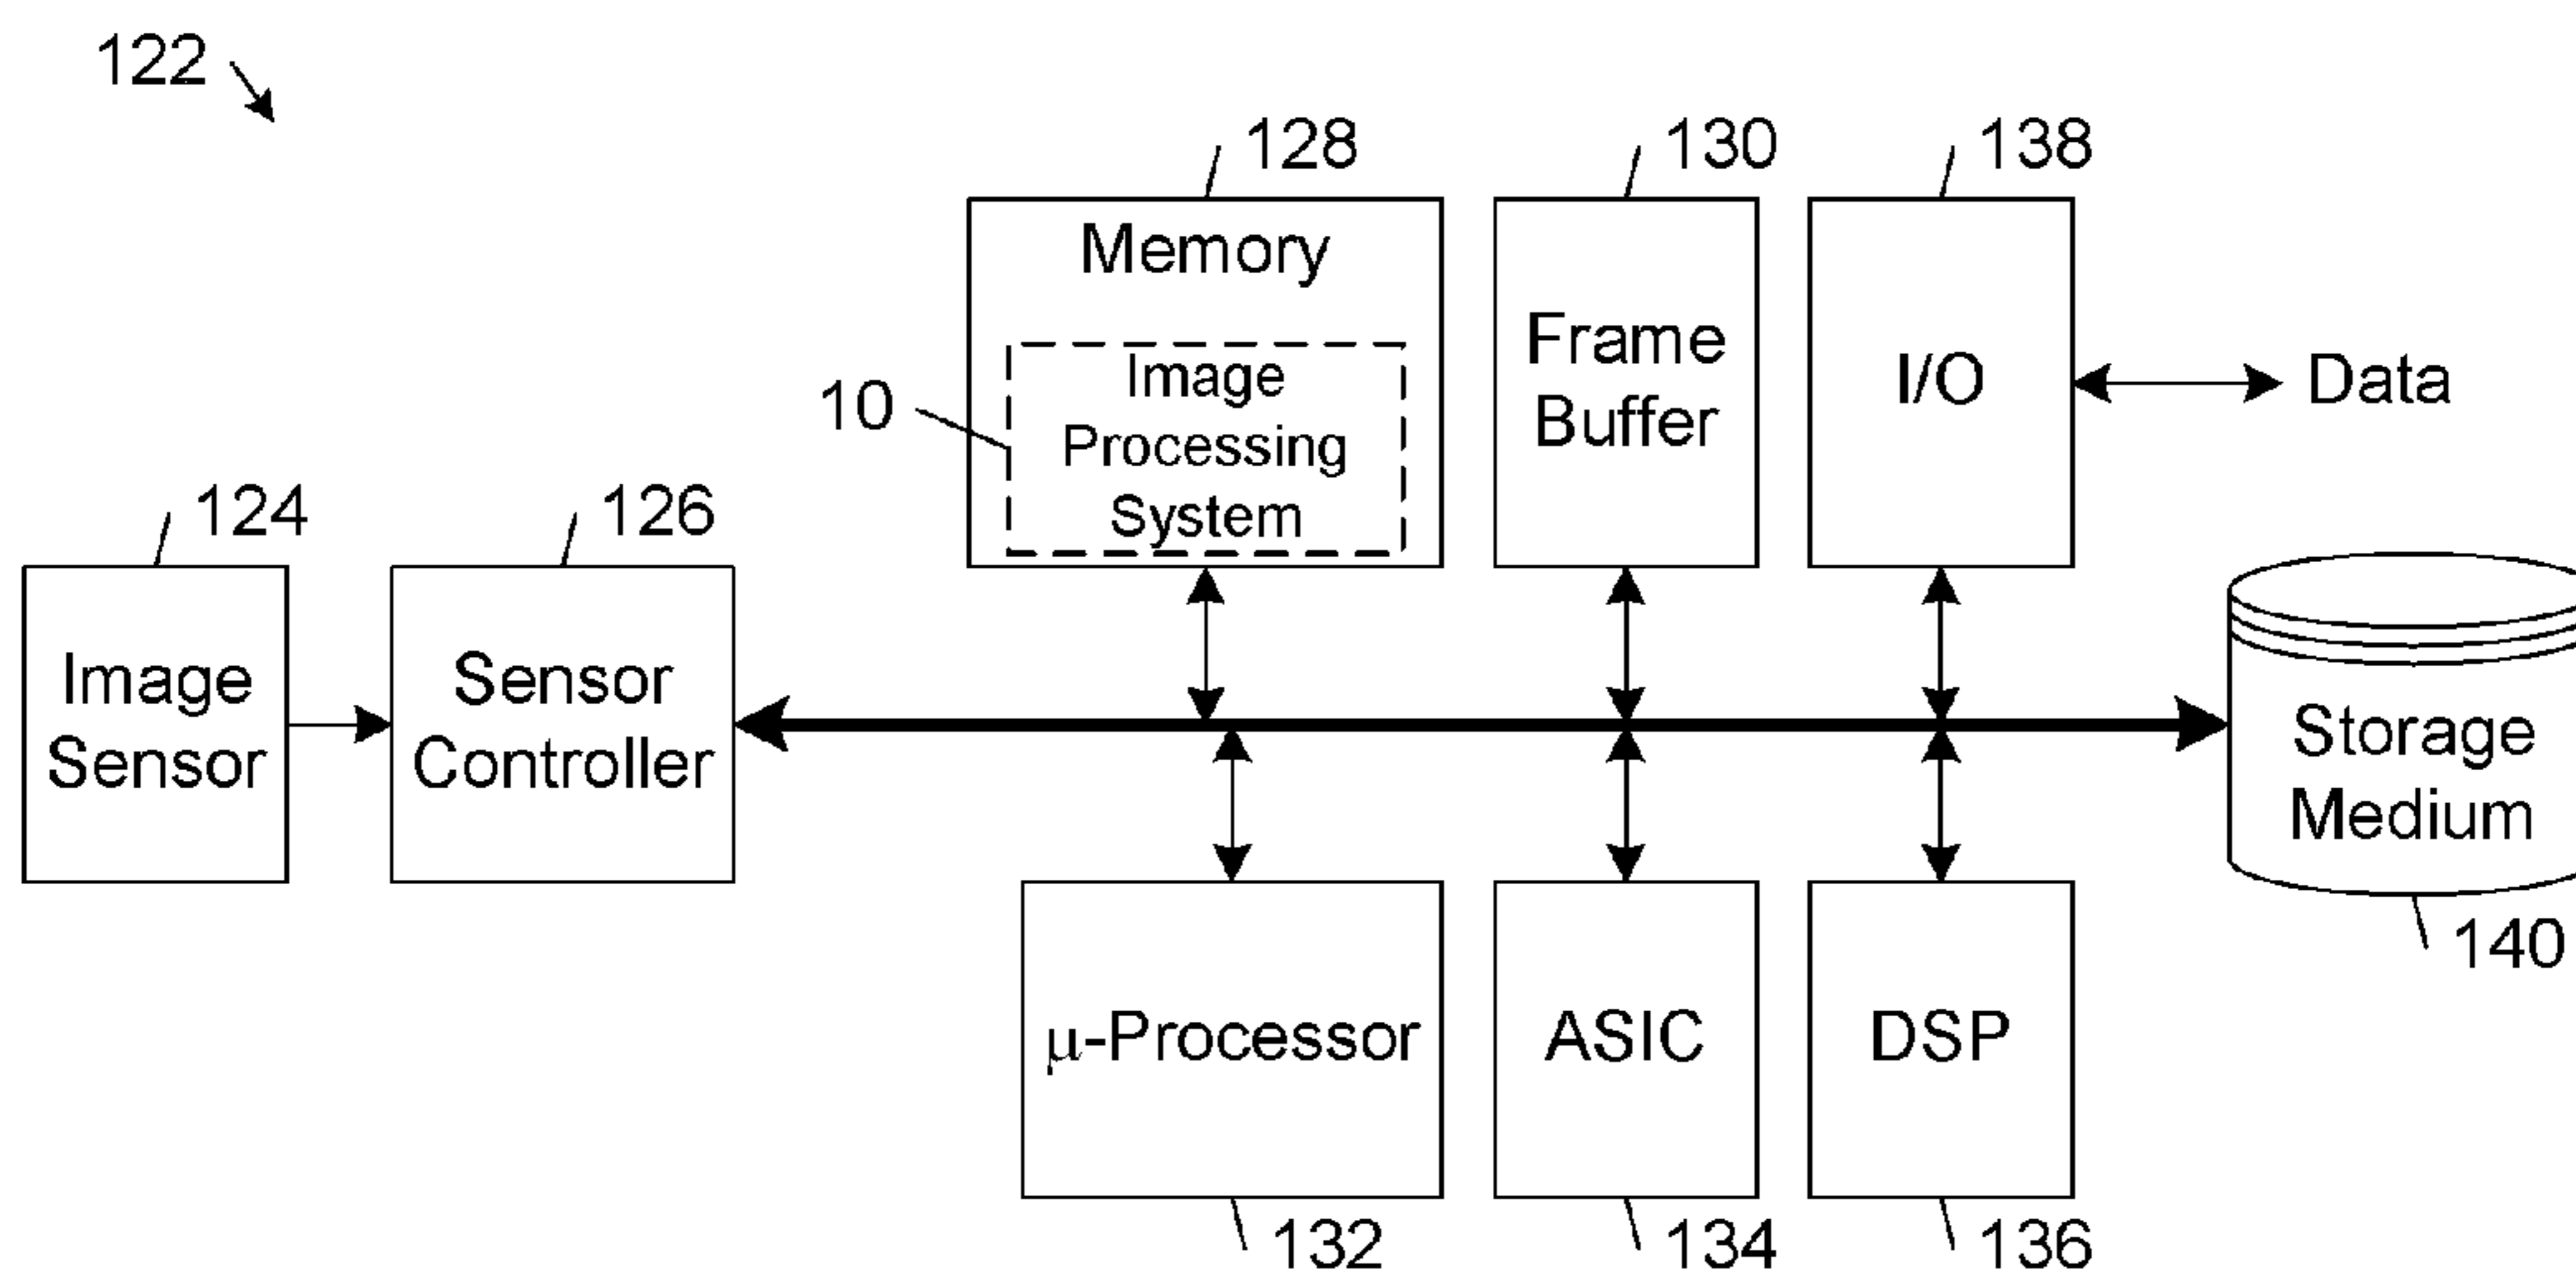 122
128
130
138
Memory
Image
Processing
System
10
Frame
Buffer
I/O
Data
124
126
Image
Sensor
Sensor
Controller
Storage
Medium
140
μ-Processor
ASIC
DSP
132
134
136